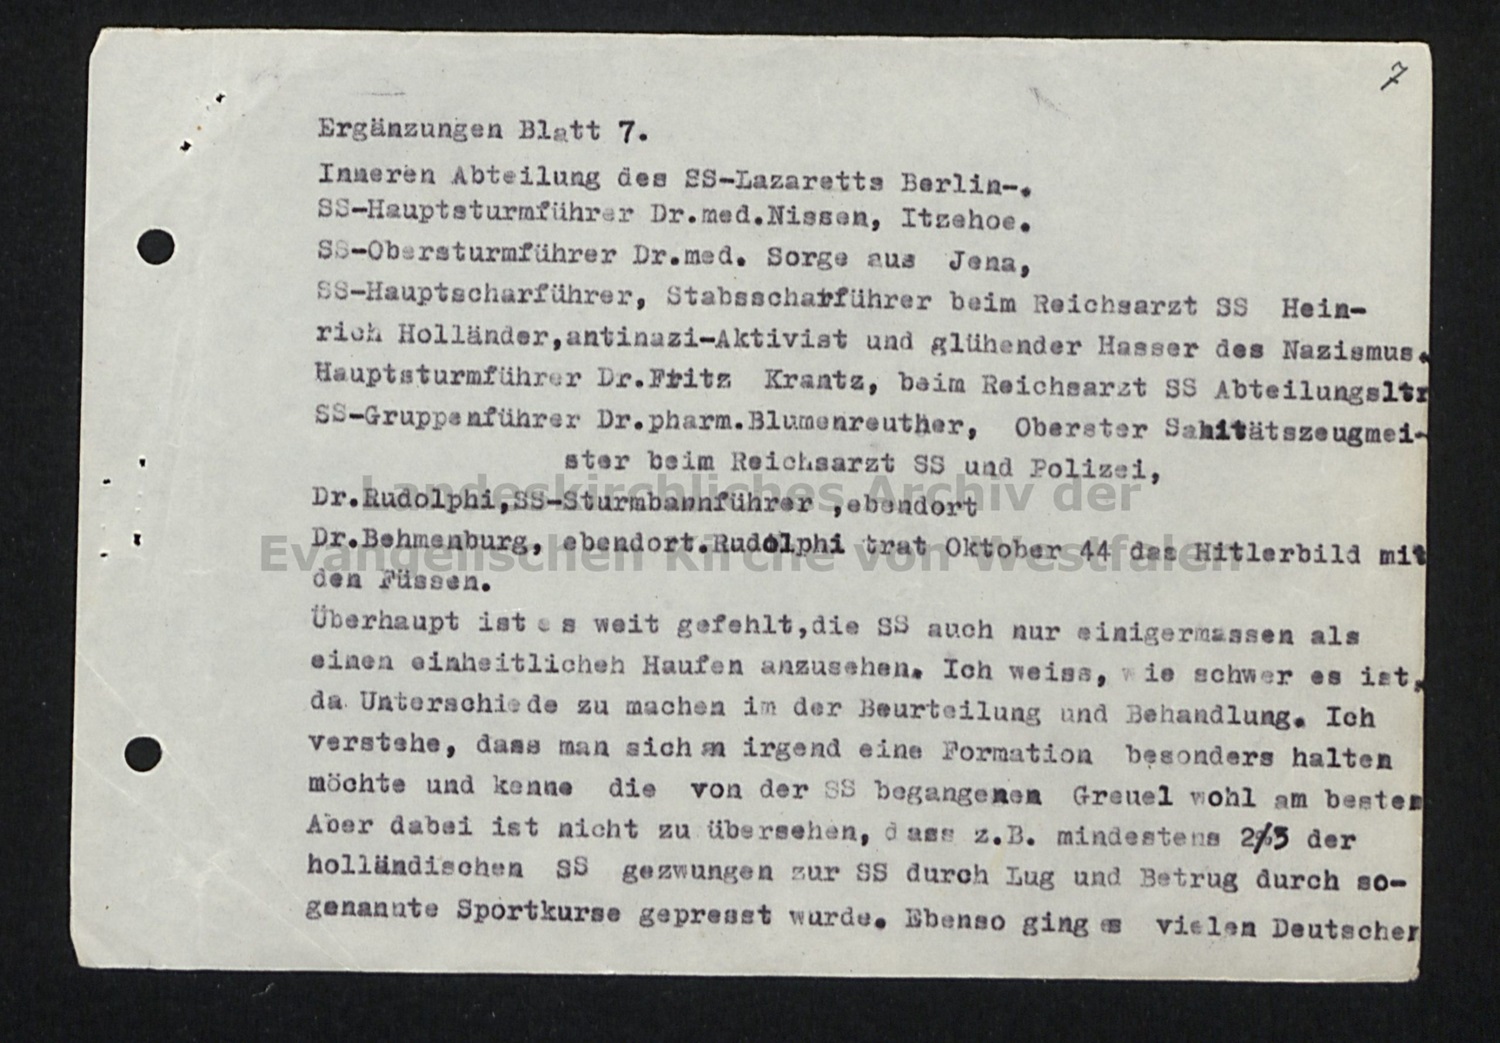 7
Ergänzungen Blatt 7.
Inneren Abteilung des SS-Lazaretts Berlin-.
SS-Hauptsturmführer Dr.med.Nissen, Itzehoe.
SS-Obersturmführer Dr.med. Sorge aus Jena,
SS-Hauptscharführer, Stabsscharführer beim Reichsarzt SS Hein-
rich Holländer,antinazi-Aktivist und glühender Hasser des Nazismus.
Hauptsturmführer Dr.Fritz Krantz, beim Reichsarzt SS Abteilungsltr
SS-Gruppenführer Dr.pharm.Blumenreuther, Oberster Sanitätszeugmei-
ster beim Reichsarzt SS und Polizei,
Landeskirchliches Archiv der
Dr.Rudolphi,SS-Sturmbannführer ,ebendort
Evangelischen Kirche von Westfalen
Dr.Behmenburg, ebendort.Rudolphi trat Oktober 44 das Hitlerbild mit
den Füssen.
Überhaupt ist es weit gefehlt,die SS auch nur einigermassen als
einen einheitlicheh Haufen anzusehen. Ich weiss, wie schwer es ist,
da Unterschiede zu machen im der Beurteilung und Behandlung. Ich
verstehe, dass man sich an irgend eine Formation besonders halten
möchte und kenne die von der SS begangenen Greuel wohl am besten
Aber dabei ist nicht zu übersehen, dass z.B. mindestens 2/3 der
holländischen SS gezwungen zur SS durch Lug und Betrug durch so-
genannte Sportkurse gepresst wurde. Ebenso ging es vielen Deutschen